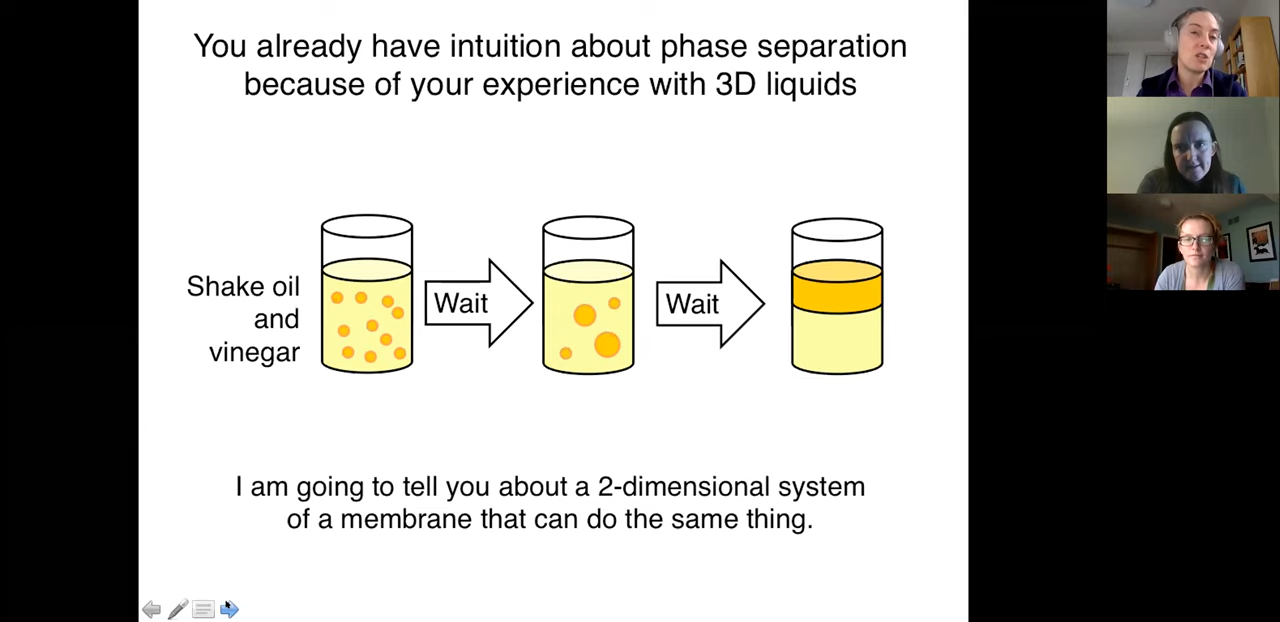 You already have intuition about phase separation
because of your experience with 3D liquids
Shake oil
and
vinegar
Wait
Wait
I am going to tell you about a 2-dimensional system
of a membrane that can do the same thing.